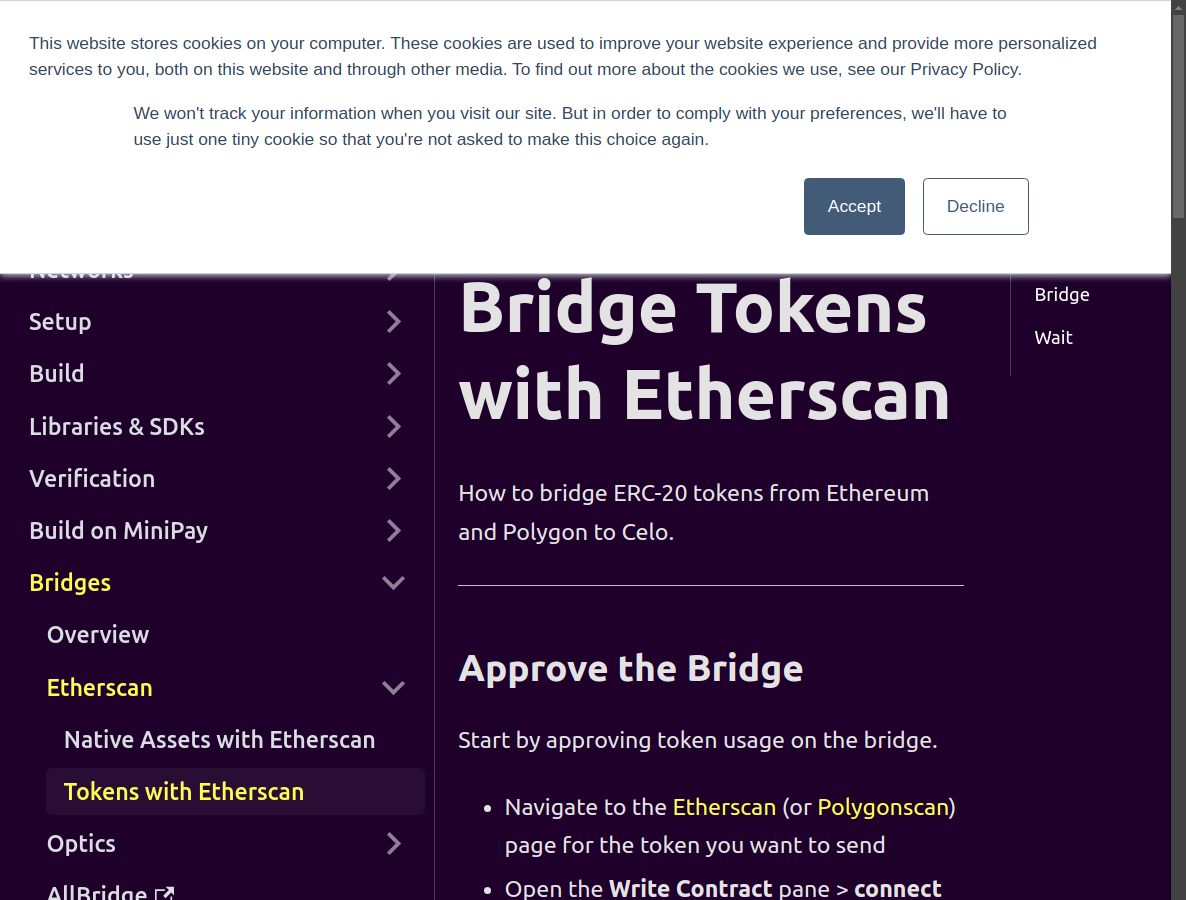 This website stores cookies on your computer. These cookies are used to improve your website experience and provide more personalized
services to you, both on this website and through other media. To find out more about the cookies we use, see our Privacy Policy.
We won't track your information when you visit our site. But in order to comply with your preferences, we'll have to
use just one tiny cookie so that you're not asked to make this choice again.
Accept
Decline
Networks
Setup
Build
Libraries & SDKs
Verification
Build on MiniPay
Bridges
Overview
Etherscan
Native Assets with Etherscan
Tokens with Etherscan
Optics
AllBridge
Bridge Tokens
with Etherscan
How to bridge ERC-20 tokens from Ethereum
and Polygon to Celo.
Approve the Bridge
Start by approving token usage on the bridge.
Navigate to the Etherscan (or Polygonscan)
page for the token you want to send
Open the Write Contract pane > connect
Bridge
Wait